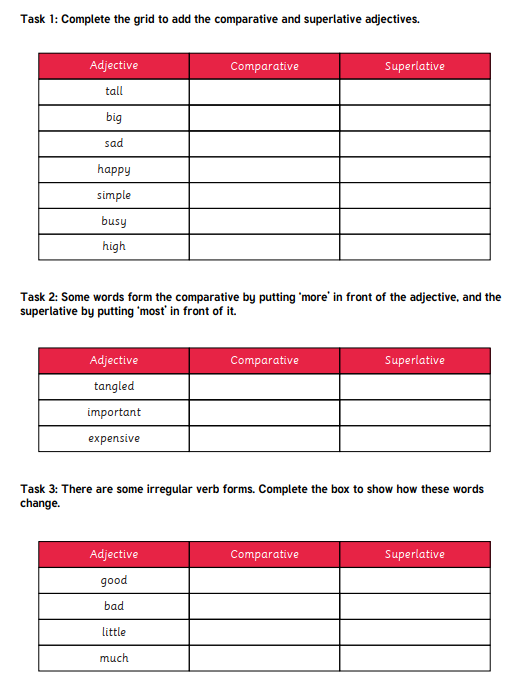 Task 1: Complete the grid to add the comparative and superlative adjectives.
Adjective Comparative Superlative
tall
big
sad
happy
simple
busy
high
Task 2: Some words form the comparative by putting 'more' in front of the adjective, and the
superlative by putting 'most' in front of it.
Adjective Comparative Superlative
tangled
important
expensive
Task 3: There are some irregular verb forms. Complete the box to show how these words
change.
Adjective Comparative Superlative
good
bad
little
much